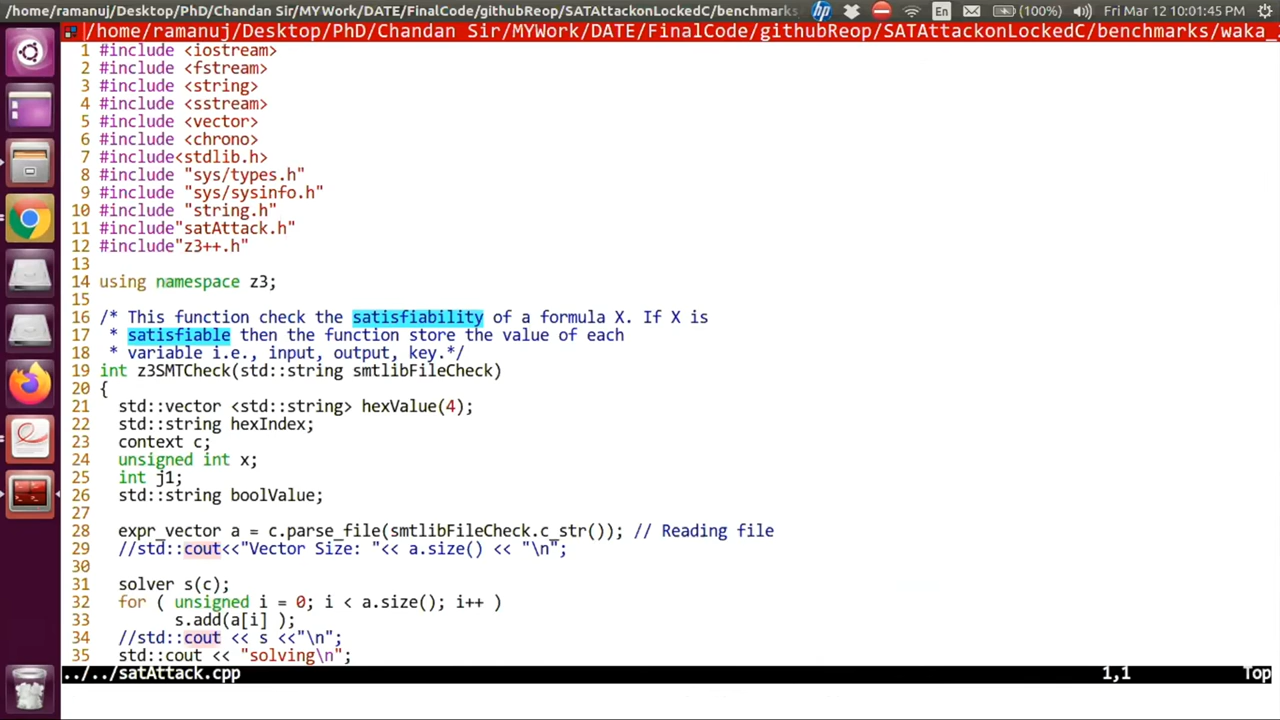 /home/ramanuj/Desktop/PhD/Chandan Sir/MYWork/DATE/FinalCode/githubReop/SATAttackonLockedC/benchmarks
En
(100%)
Fri Mar 12 10:01:45 PM
/home/ramanuj/Desktop/PhD/Chandan Sir/MYWork/DATE/FinalCode/githubReop/SATAttackonLockedC/benchmarks/waka_
1 #include <iostream>
2 #include <fstream>
3 #include <string>
4 #include <sstream>
5 #include <vector>
6 #include <chrono>
7 #include<stdlib.h>
8 #include "sys/types.h"
9 #include "sys/sysinfo.h"
10 #include "string.h"
11 #include"satAttack.h"
12 #include"z3++.h"
13
14 using namespace z3;
15
16 /* This function check the satisfiability of a formula X. If X is
17 * satisfiable then the function store the value of each
18 * variable i.e., input, output, key.*/
19 int z3SMTCheck(std::string smtlibFileCheck)
20 {
21 std::vector <std::string> hexValue(4);
22 std::string hexIndex;
23 context c;
24 unsigned int x;
25 int j1;
26 std::string boolValue;
27
28 expr_vector a = c.parse_file(smtlibFileCheck.c_str()); // Reading file
29 //std::cout<<"Vector Size: "<< a.size() << "\n";
30
31 solver s(c);
32 for ( unsigned i = 0; i < a.size(); i++ )
33 s.add(a[i] );
34 //std::cout << s <<"\n";
35 std::cout << "solving\n";
../../satAttack.cpp 1,1 Top